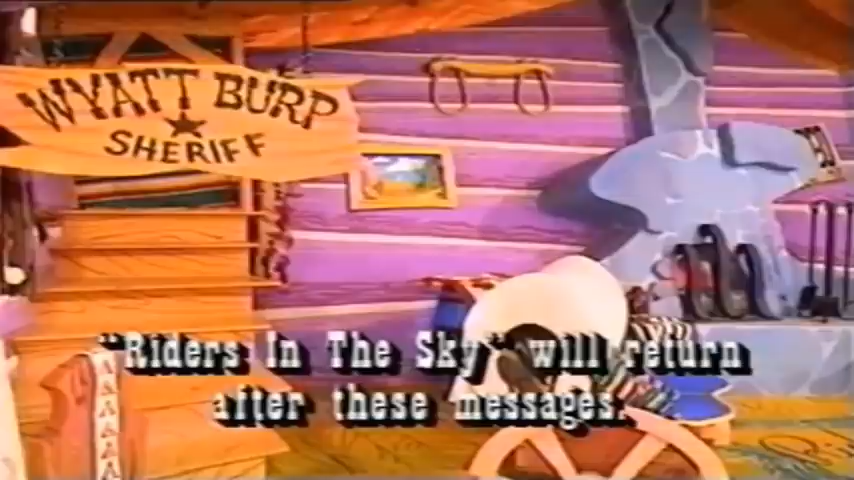 WYATT BURP
SHERIFF
"Riders In The Sky" will return
after these messages.